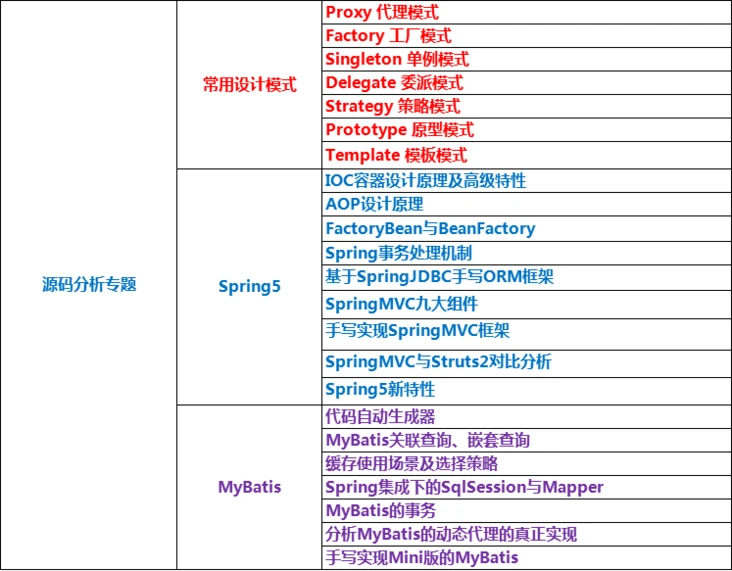 源码分析专题
常用设计模式
Proxy 代理模式
Factory 工厂模式
Singleton 单例模式
Delegate 委派模式
Strategy 策略模式
Prototype 原型模式
Template 模板模式
Spring5
IOC容器设计原理及高级特性
AOP设计原理
FactoryBean与BeanFactory
Spring事务处理机制
基于SpringJDBC手写ORM框架
SpringMVC九大组件
手写实现SpringMVC框架
SpringMVC与Struts2对比分析
Spring5新特性
MyBatis
代码自动生成器
MyBatis关联查询、嵌套查询
缓存使用场景及选择策略
Spring集成下的SqlSession与Mapper
MyBatis的事务
分析MyBatis的动态代理的真正实现
手写实现Mini版的MyBatis